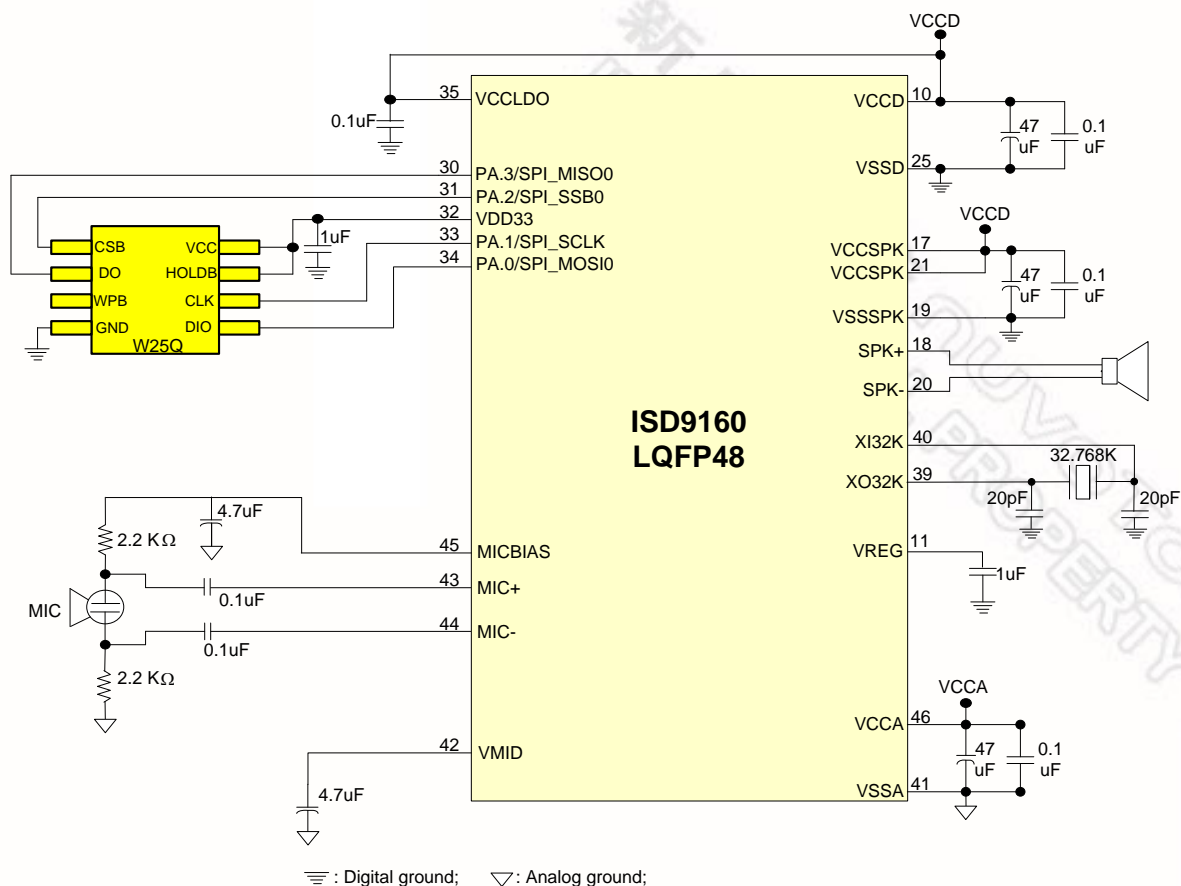 VCCD
35 VCCLDO
VCCD 10
0.1uF
47 uF
0.1 uF
VSSD 25
30 PA.3/SPI_MISO0
31 PA.2/SPI_SSB0
32 VDD33
33 PA.1/SPI_SCLK
34 PA.0/SPI_MOSI0
1uF
CSB VCC
DO HOLDB
WPB CLK
GND DIO
W25Q
VCCD
VCCSPK 17
VCCSPK 21
47 uF
0.1 uF
VSSSPK 19
SPK+ 18
SPK- 20
ISD9160
LQFP48
XI32K 40
32.768K
XO32K 39
20pF
20pF
VREG 11
1uF
4.7uF
2.2 KΩ
45 MICBIAS
43 MIC+
0.1uF
MIC
44 MIC-
0.1uF
2.2 KΩ
VCCA
VCCA 46
47 uF
0.1 uF
VSSA 41
42 VMID
4.7uF
: Digital ground; : Analog ground;
PROPERTY